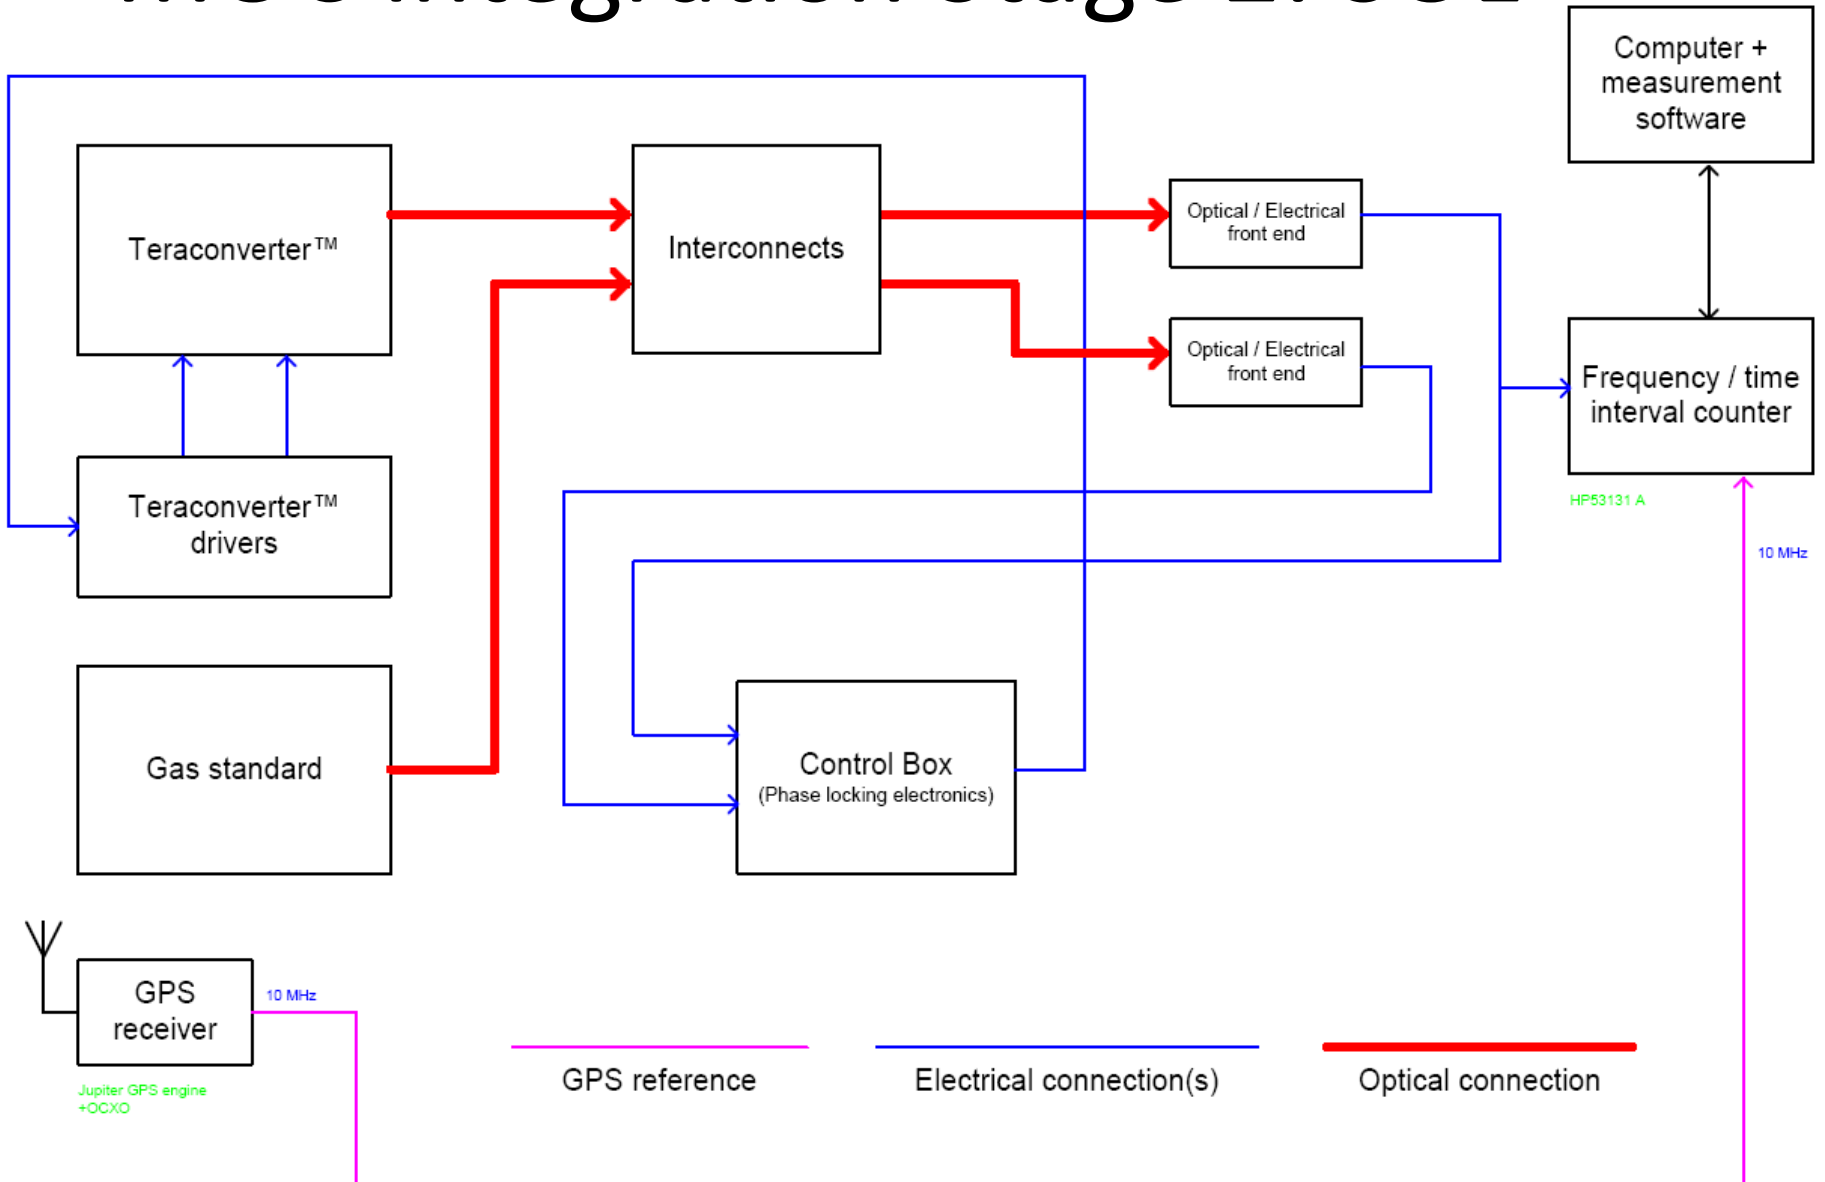 Integration Stage
Computer +
measurement
software
Teraconverter™
Interconnects
Optical / Electrical
front end
Optical / Electrical
front end
Frequency / time
interval counter
HP53131 A
10 MHz
Teraconverter™
drivers
Gas standard
Control Box
(Phase locking electronics)
GPS
receiver
10 MHz
Jupiter GPS engine
+OCXO
GPS reference
Electrical connection(s)
Optical connection